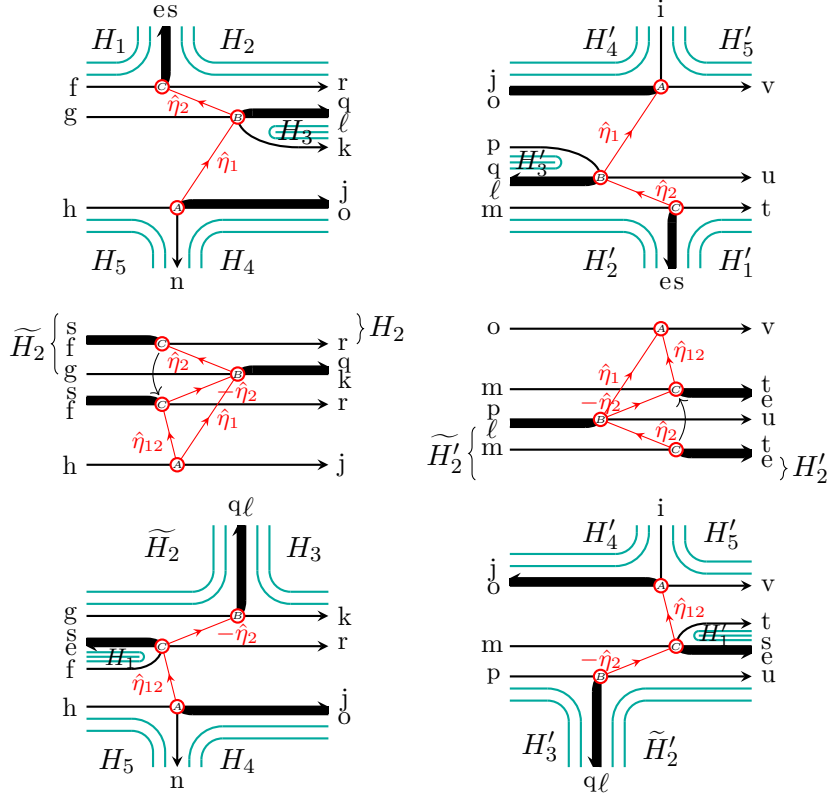 es i
H₁ H₂ H′₄ H′₅
f C r j A v
o
η̂₂ q
g B ℓ η̂₁
H₃ p
k H′₃
η̂₁ q B u
ℓ η̂₂
h A j m C t
o
H₅ H₄ H′₂ H′₁
n es
s o A v
H̃₂ f C r H₂
η̂₂ q η̂₁ η̂₁₂
g B k m C t
s −η̂₂ e
f C r p −η̂₂
ℓ B u
η̂₁₂ η̂₁ H̃′₂ η̂₂ t
m C e H′₂
h A j
qℓ i
H̃₂ H₃ H′₄ H′₅
j A v
o
g B k η̂₁₂ t
s −η̂₂ H′₁
e C r m C s
H₁ e
f −η̂₂
η̂₁₂ p B u
h A j
o
H₅ H₄ H′₃ H̃′₂
n qℓ